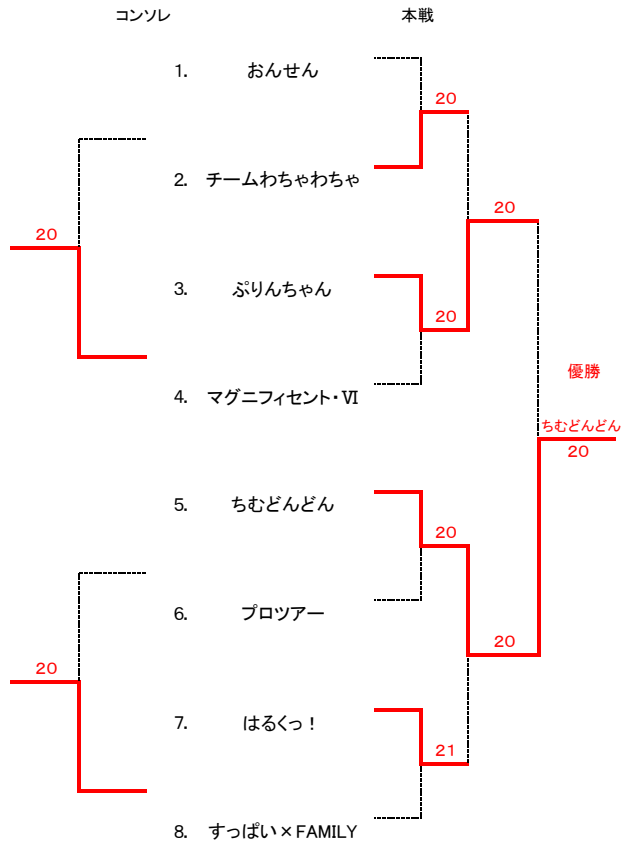 コンソレ 本戦
1. おんせん
20
2. チームわちゃわちゃ
20 20
3. ぷりんちゃん
20
優勝
4. マグニフィセント・Ⅵ
ちむどんどん
20
5. ちむどんどん
20
6. プロツアー
20 20
7. はるくっ！
21
8. すっぱい×FAMILY